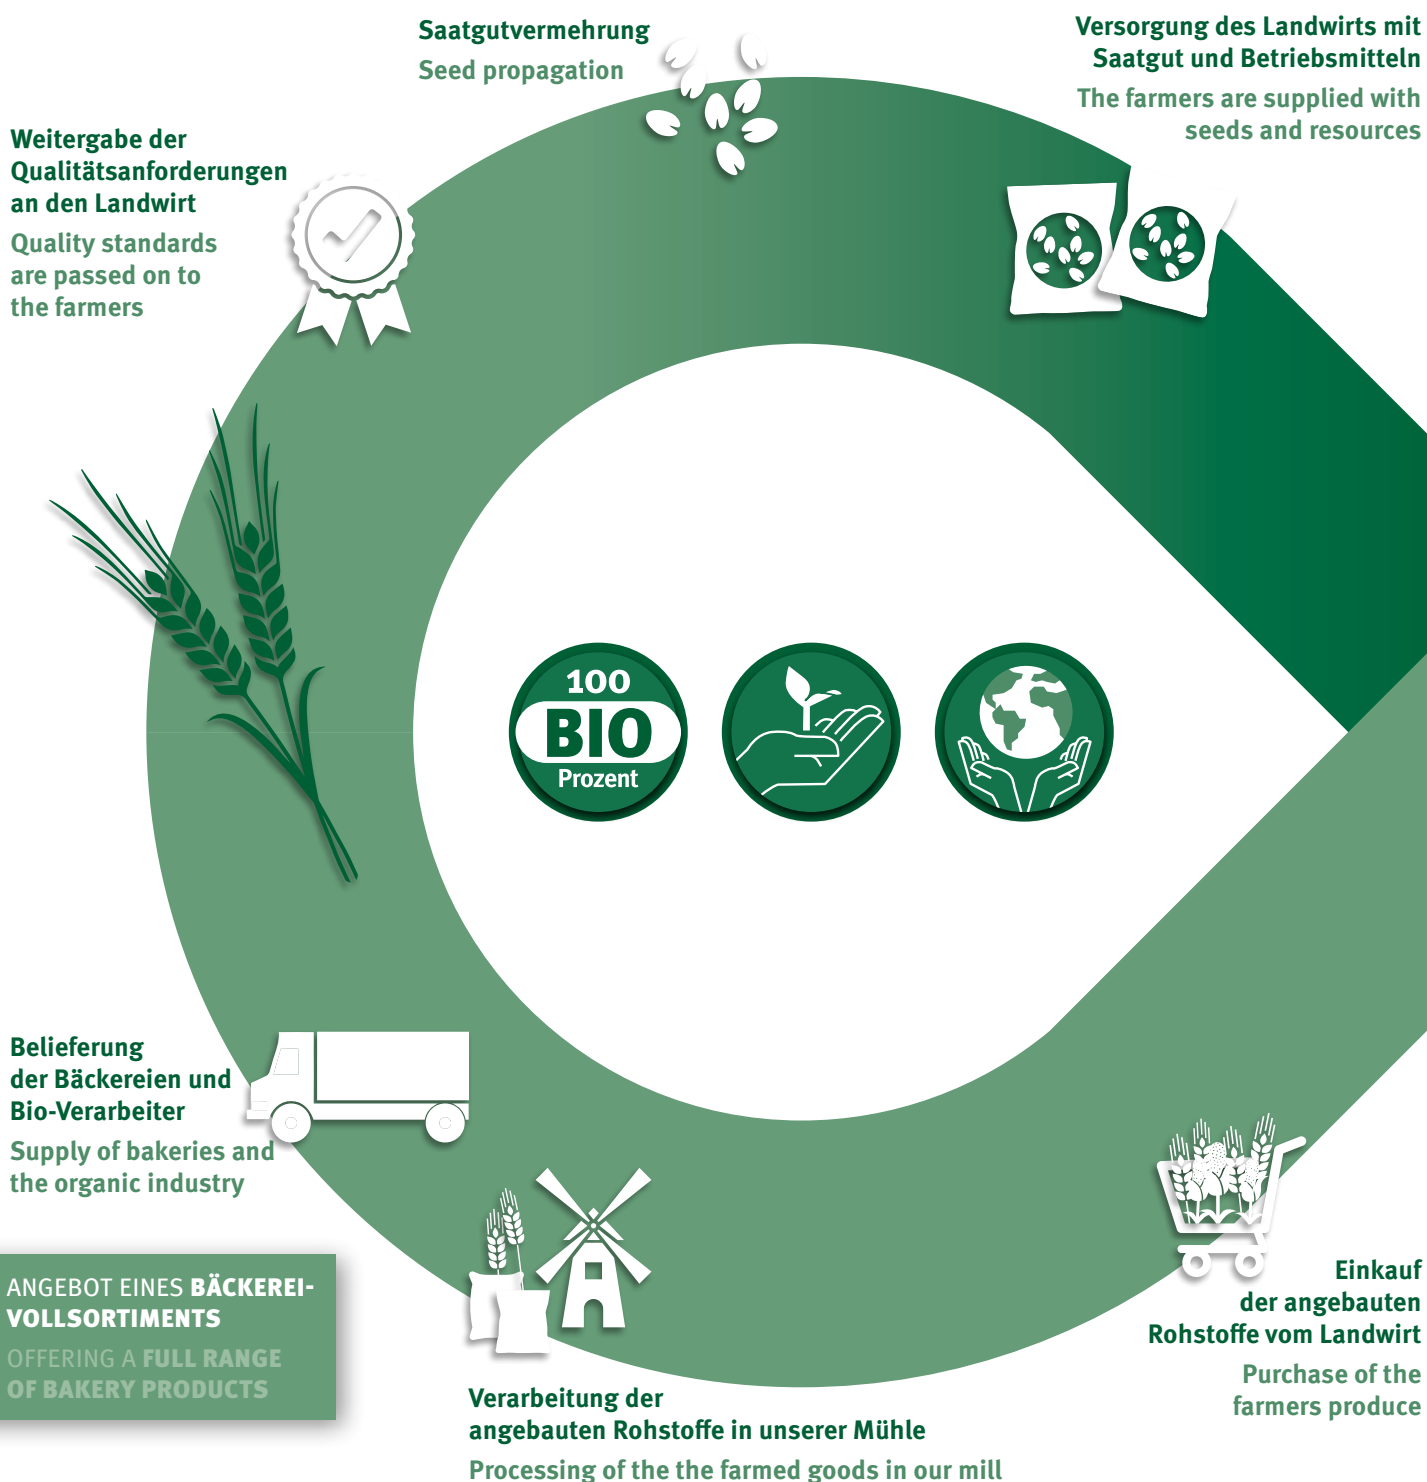 Saatgutvermehrung
Seed propagation
Versorgung des Landwirts mit
Saatgut und Betriebsmitteln
The farmers are supplied with
seeds and resources
Weitergabe der
Qualitätsanforderungen
an den Landwirt
Quality standards
are passed on to
the farmers
100
BIO
Prozent
Belieferung
der Bäckereien und
Bio-Verarbeiter
Supply of bakeries and
the organic industry
ANGEBOT EINES BÄCKEREI-
VOLLSORTIMENTS
OFFERING A FULL RANGE
OF BAKERY PRODUCTS
Einkauf
der angebauten
Rohstoffe vom Landwirt
Purchase of the
farmers produce
Verarbeitung der
angebauten Rohstoffe in unserer Mühle
Processing of the the farmed goods in our mill